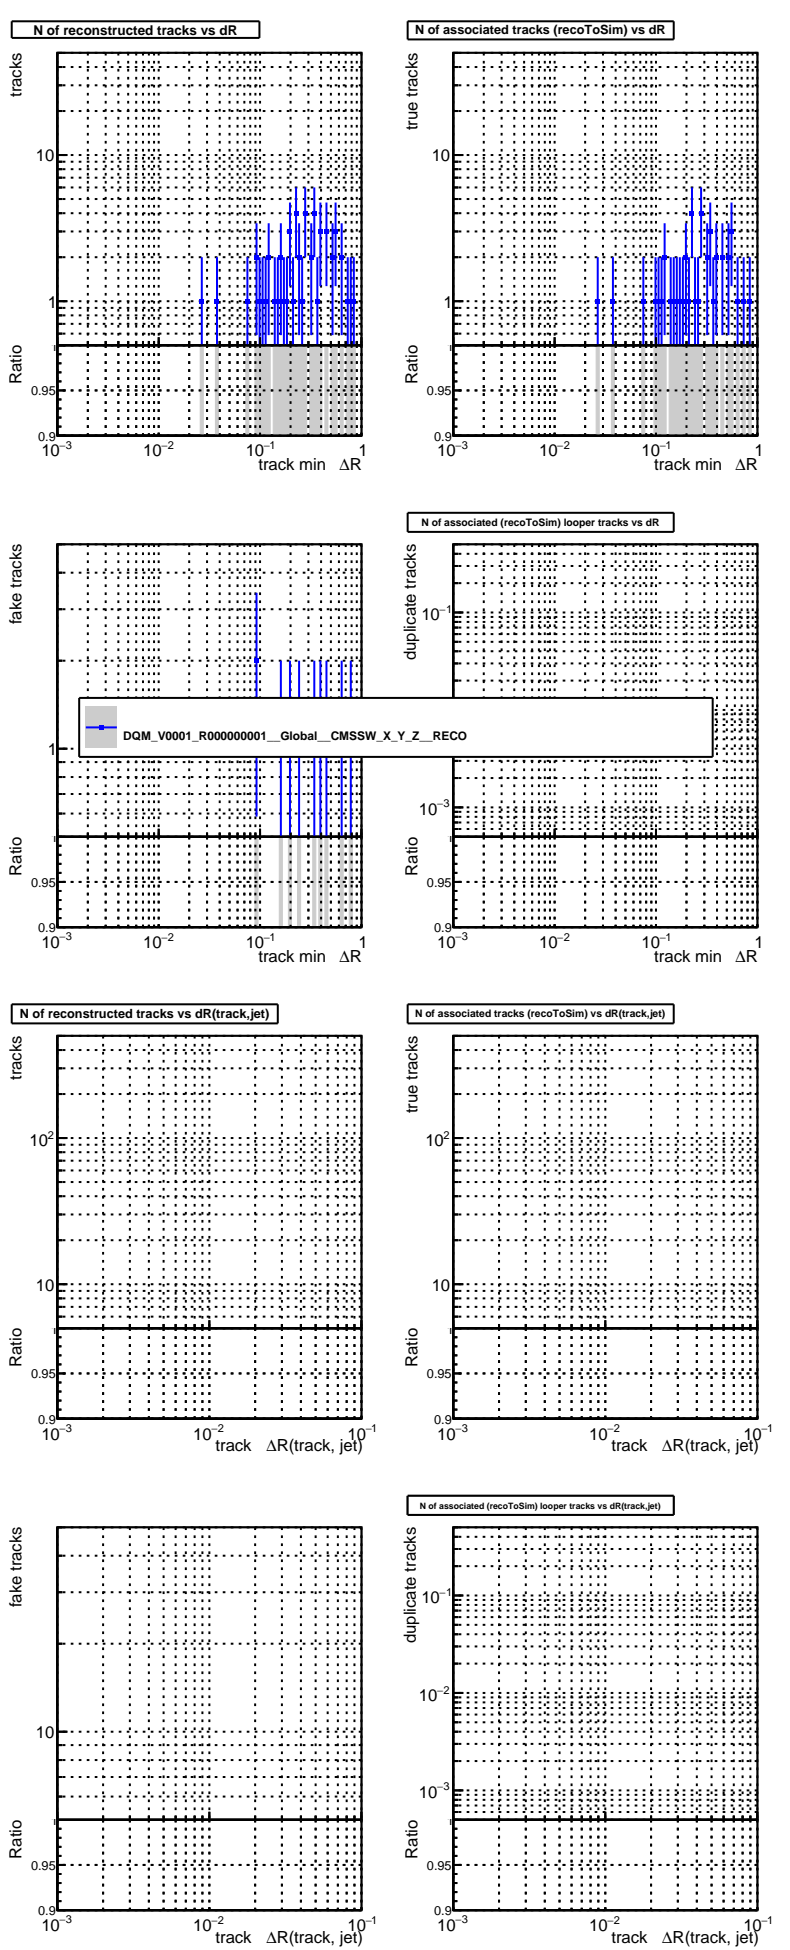 N of reconstructed tracks vs dR
tracks
10
1
Ratio
0.95
0.9
10⁻³ 10⁻² 10⁻¹ 1
track min ΔR
N of associated tracks (recoToSim) vs dR
true tracks
10
1
Ratio
0.95
0.9
10⁻³ 10⁻² 10⁻¹ 1
track min ΔR
fake tracks
1
Ratio
0.95
0.9
10⁻³ 10⁻² 10⁻¹ 1
track min ΔR
N of associated (recoToSim) looper tracks vs dR
duplicate tracks
10⁻¹
10⁻³
Ratio
0.95
0.9
10⁻³ 10⁻² 10⁻¹ 1
track min ΔR
DQM_V0001_R000000001__Global__CMSSW_X_Y_Z__RECO
N of reconstructed tracks vs dR(track,jet)
tracks
10²
10
Ratio
0.95
0.9
10⁻³ 10⁻² 10⁻¹
track ΔR(track, jet)
N of associated tracks (recoToSim) vs dR(track,jet)
true tracks
10²
10
Ratio
0.95
0.9
10⁻³ 10⁻² 10⁻¹
track ΔR(track, jet)
fake tracks
10
Ratio
0.95
0.9
10⁻³ 10⁻² 10⁻¹
track ΔR(track, jet)
N of associated (recoToSim) looper tracks vs dR(track,jet)
duplicate tracks
10⁻¹
10⁻²
10⁻³
Ratio
0.95
0.9
10⁻³ 10⁻² 10⁻¹
track ΔR(track, jet)